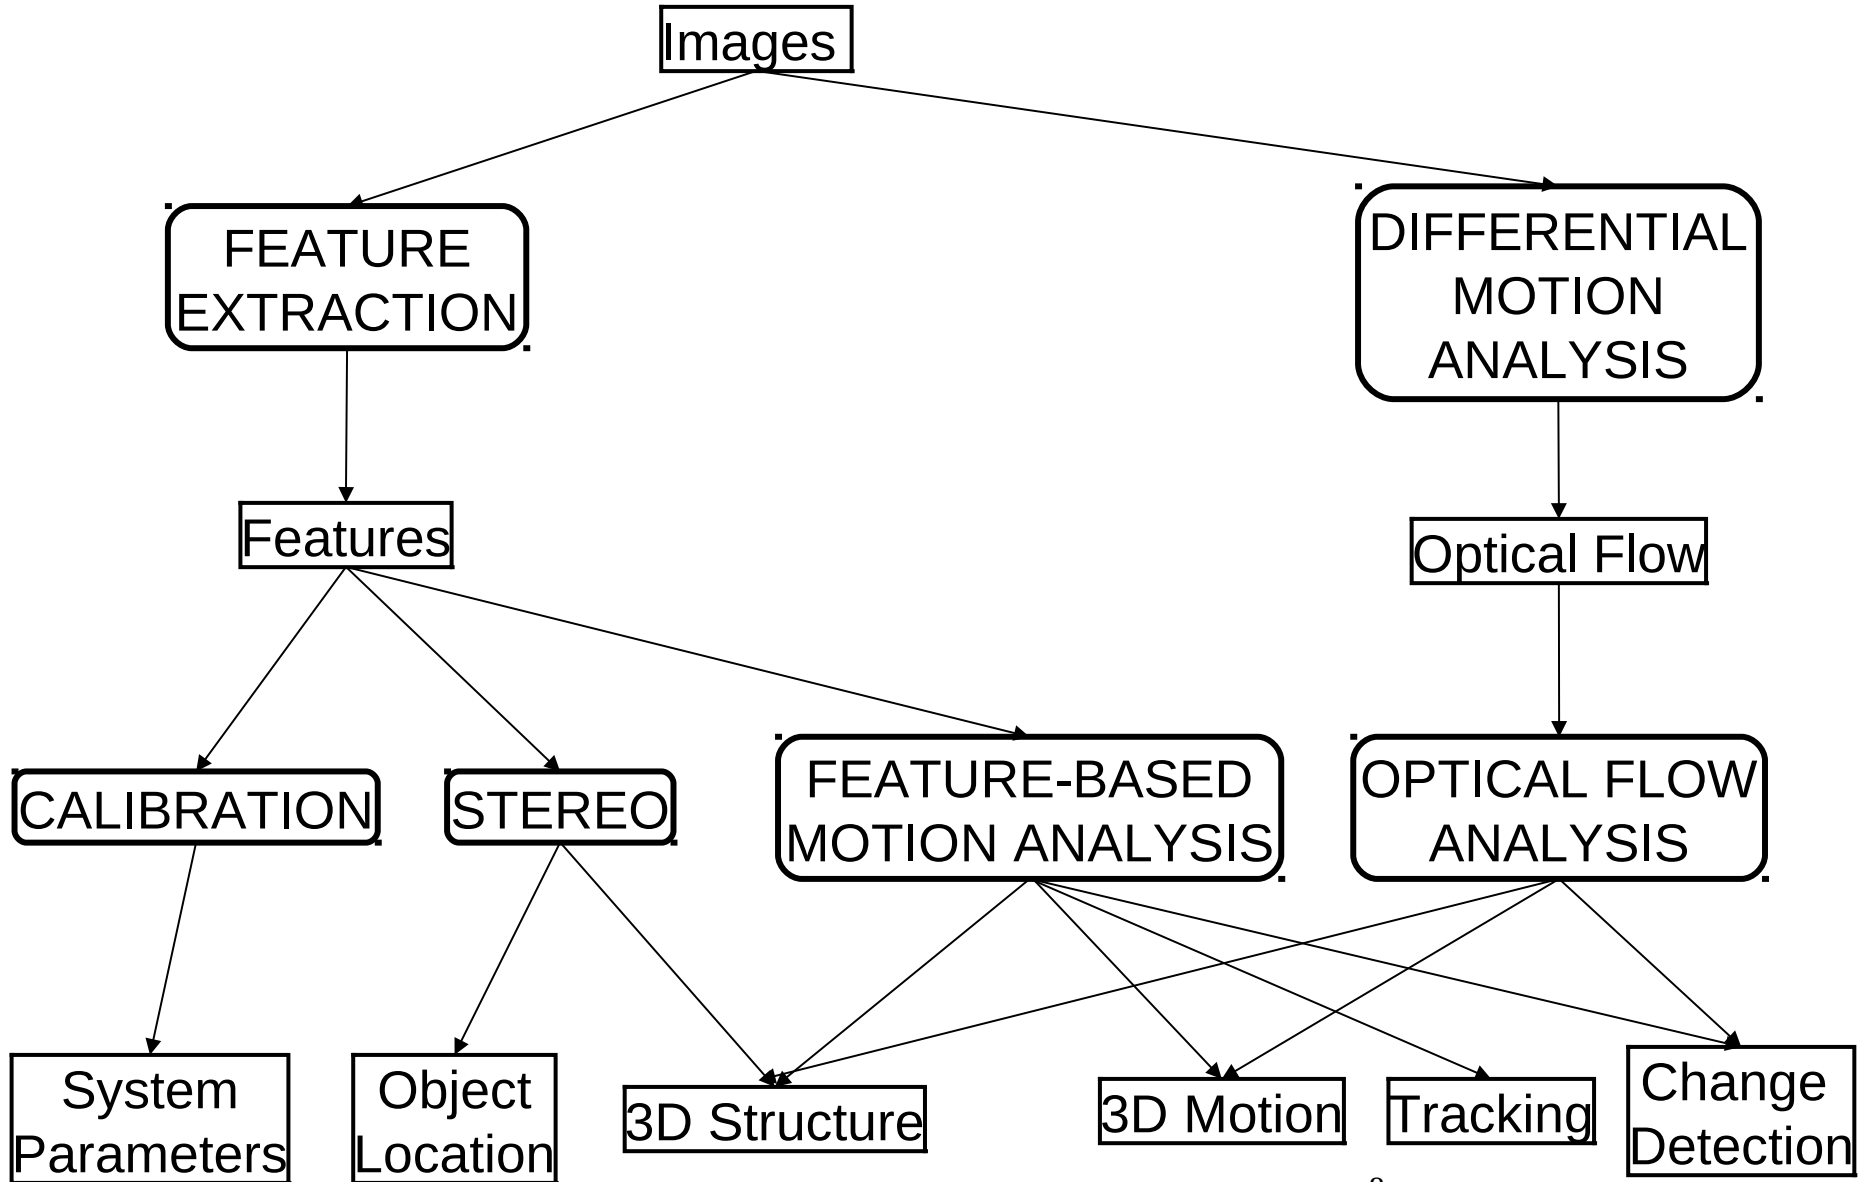 Images
FEATURE
EXTRACTION
DIFFERENTIAL
MOTION
ANALYSIS
Features
Optical Flow
CALIBRATION
STEREO
FEATURE-BASED
MOTION ANALYSIS
OPTICAL FLOW
ANALYSIS
System
Parameters
Object
Location
3D Structure
3D Motion
Tracking
Change
Detection